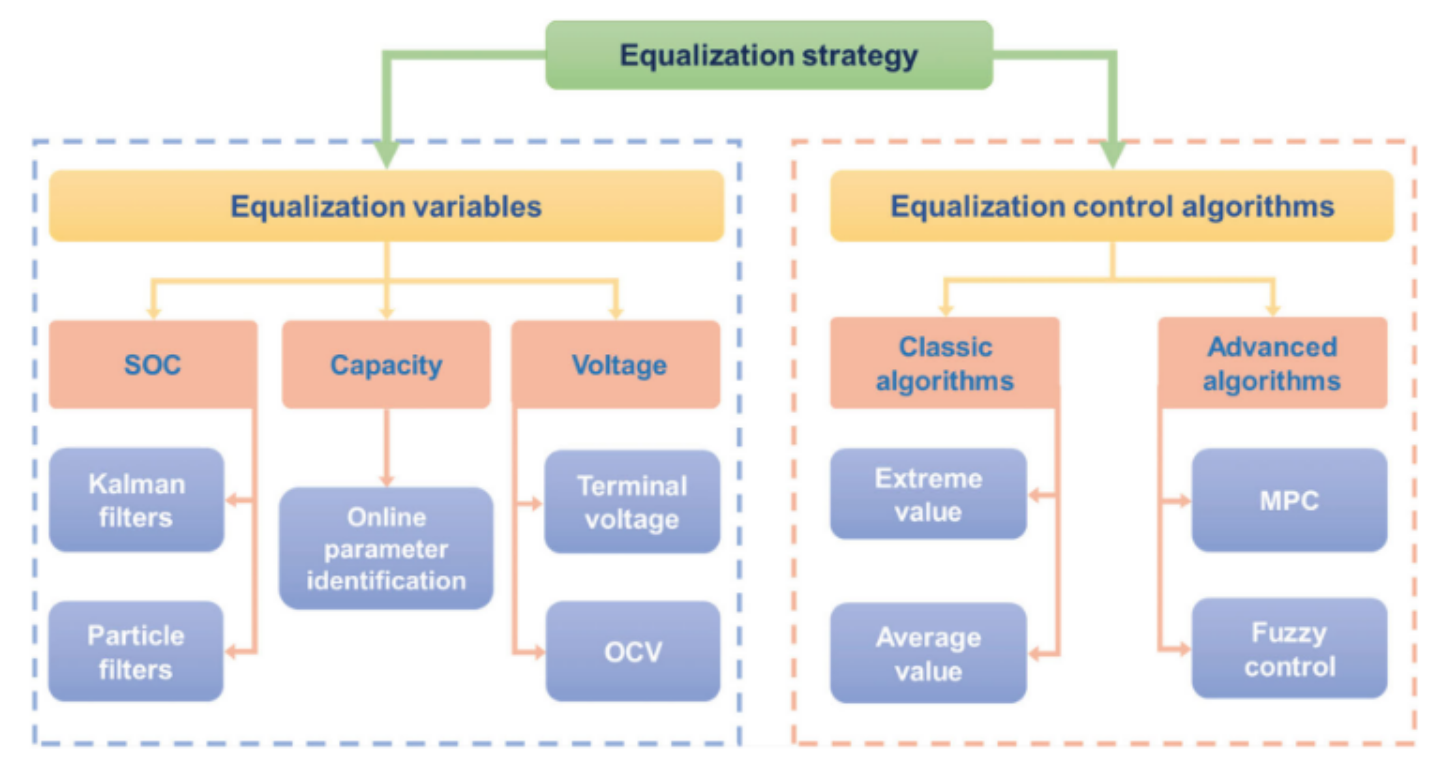 Equalization strategy
Equalization variables
Equalization control algorithms
SOC
Capacity
Voltage
Classic
algorithms
Advanced
algorithms
Kalman
filters
Online
parameter
identification
Terminal
voltage
Extreme
value
MPC
Particle
filters
OCV
Average
value
Fuzzy
control